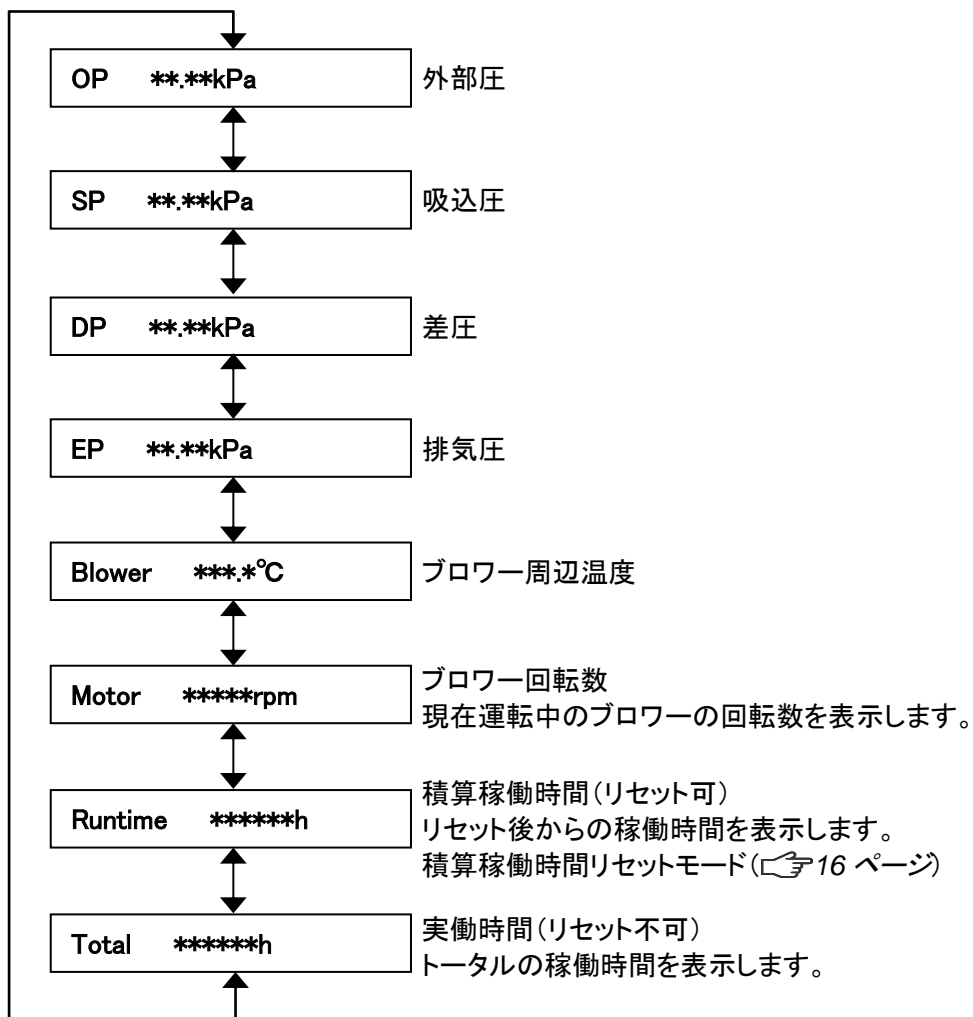 OP **.**kPa 外部圧
SP **.**kPa 吸込圧
DP **.**kPa 差圧
EP **.**kPa 排気圧
Blower ***.*℃ ブロワー周辺温度
Motor *****rpm ブロワー回転数
現在運転中のブロワーの回転数を表示します。
Runtime ******h 積算稼働時間(リセット可)
リセット後からの稼働時間を表示します。
積算稼働時間リセットモード(☞16 ページ)
Total ******h 実働時間(リセット不可)
トータルの稼働時間を表示します。